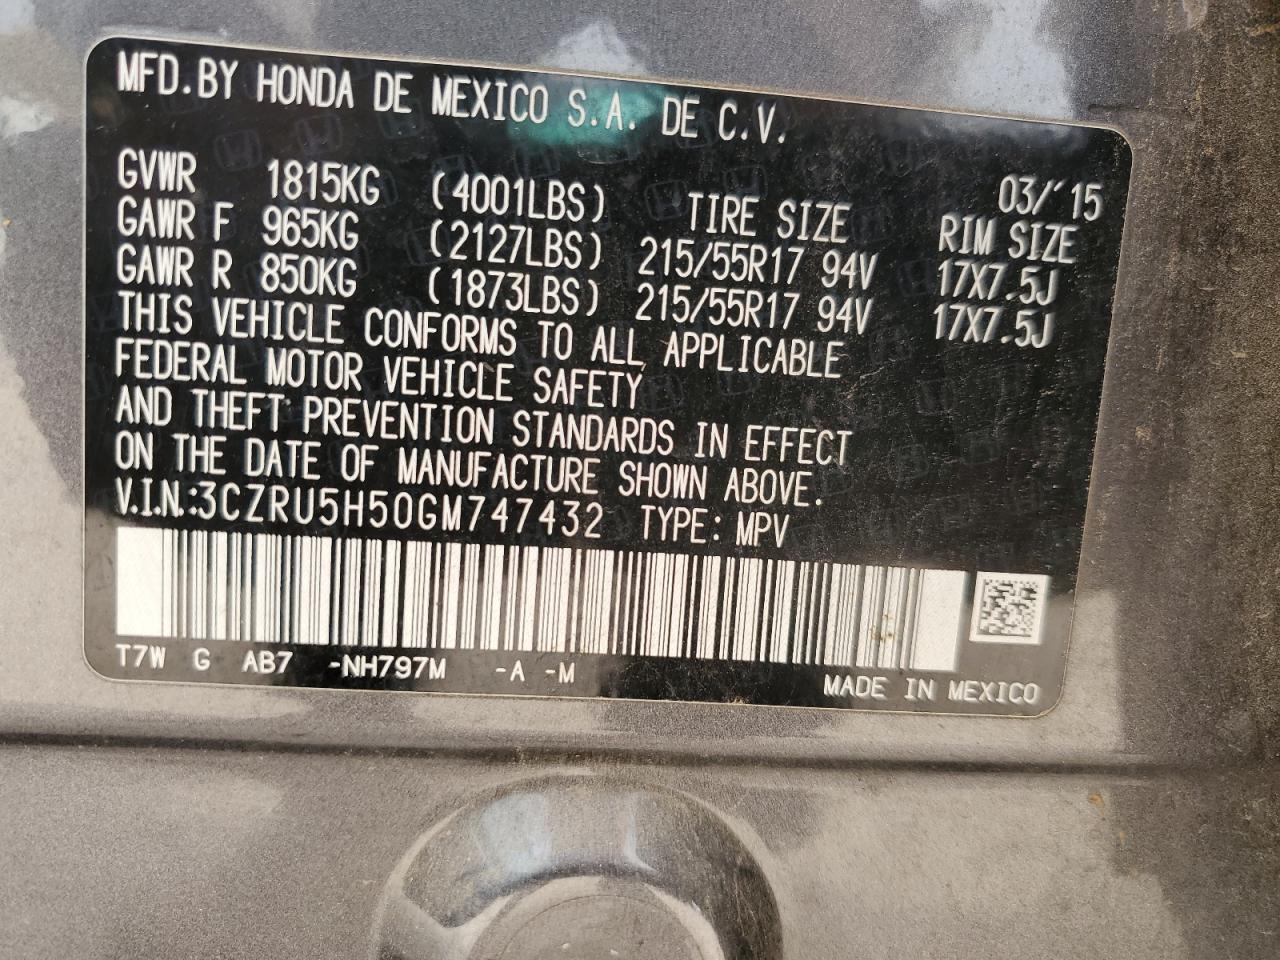 MFD.BY HONDA DE MEXICO S.A. DE C.V.
03/'15
GVWR 1815KG (4001LBS) TIRE SIZE RIM SIZE
GAWR F 965KG (2127LBS) 215/55R17 94V 17X7.5J
GAWR R 850KG (1873LBS) 215/55R17 94V 17X7.5J
THIS VEHICLE CONFORMS TO ALL APPLICABLE
FEDERAL MOTOR VEHICLE SAFETY
AND THEFT PREVENTION STANDARDS IN EFFECT
ON THE DATE OF MANUFACTURE SHOWN ABOVE.
V.I.N.:3CZRU5H50GM747432 TYPE: MPV
T7W G AB7 -NH797M -A -M
MADE IN MEXICO